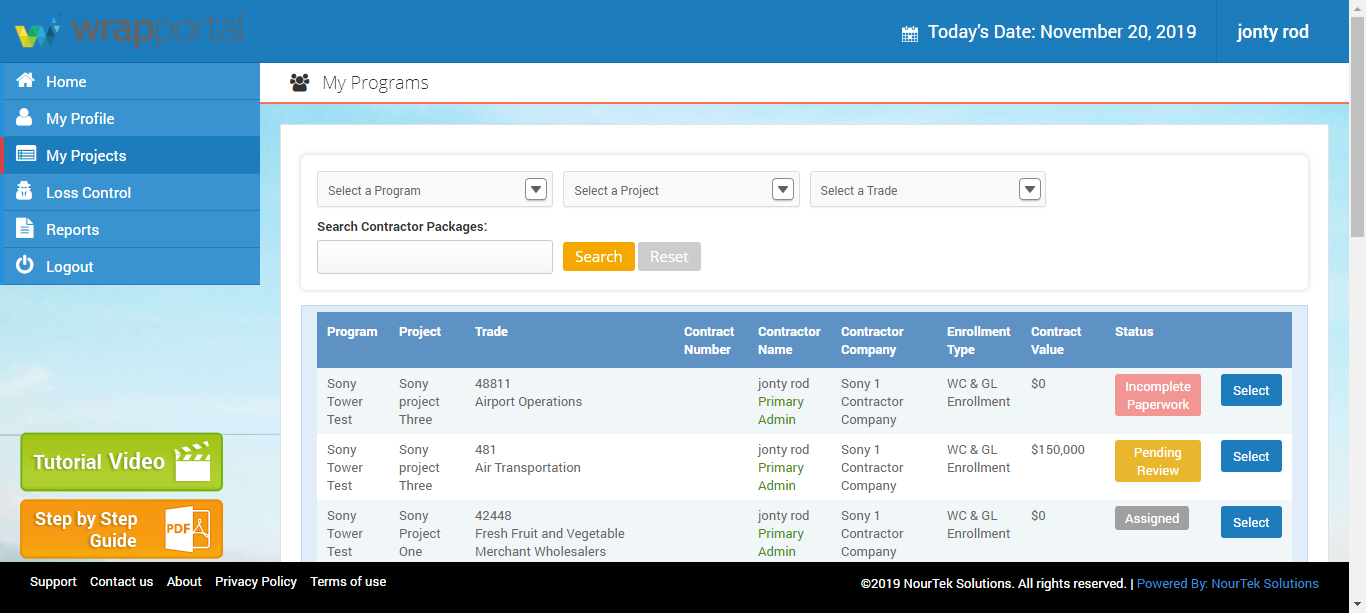 wrapportal
Today's Date: November 20, 2019
jonty rod
Home
My Profile
My Projects
Loss Control
Reports
Logout
Tutorial Video
Step by Step
Guide
PDF
My Programs
Select a Program
Select a Project
Select a Trade
Search Contractor Packages:
Search
Reset
Program
Project
Trade
Contract
Number
Contractor
Name
Contractor
Company
Enrollment
Type
Contract
Value
Status
Sony
Tower
Test
Sony
project
Three
48811
Airport Operations
jonty rod
Primary
Admin
Sony 1
Contractor
Company
WC & GL
Enrollment
$0
Incomplete
Paperwork
Select
Sony
Tower
Test
Sony
project
Three
481
Air Transportation
jonty rod
Primary
Admin
Sony 1
Contractor
Company
WC & GL
Enrollment
$150,000
Pending
Review
Select
Sony
Tower
Test
Sony
Project
One
42448
Fresh Fruit and Vegetable
Merchant Wholesalers
jonty rod
Primary
Admin
Sony 1
Contractor
Company
WC & GL
Enrollment
$0
Assigned
Select
Support
Contact us
About
Privacy Policy
Terms of use
©2019 NourTek Solutions. All rights reserved. | Powered By: NourTek Solutions